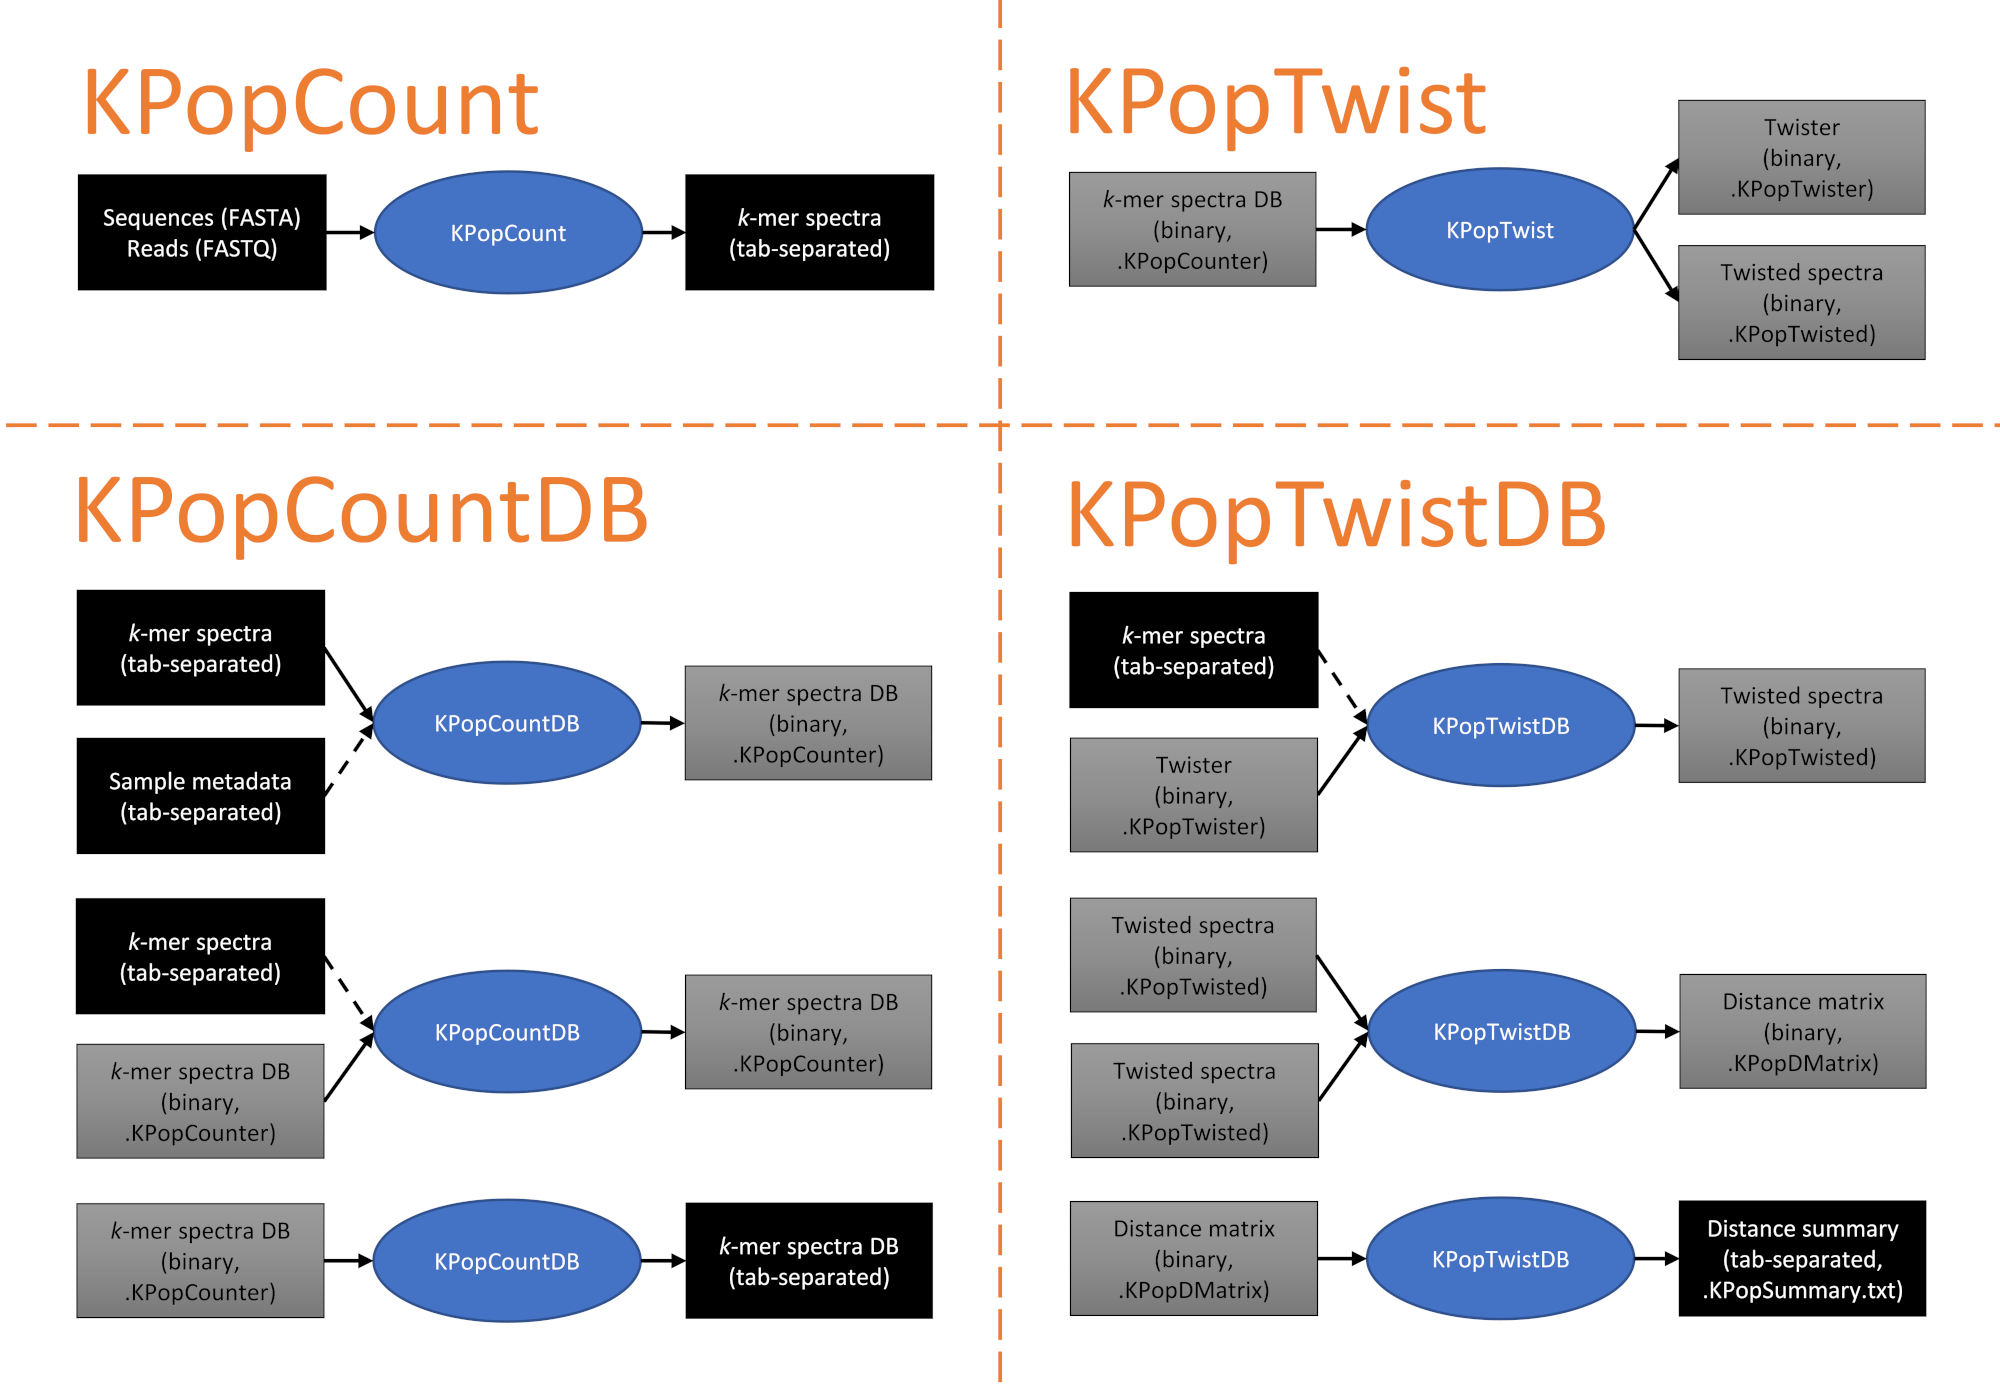 KPopCount
Sequences (FASTA)
Reads (FASTQ)
KPopCount
k-mer spectra
(tab-separated)
KPopTwist
k-mer spectra DB
(binary,
.KPopCounter)
KPopTwist
Twister
(binary,
.KPopTwister)
Twisted spectra
(binary,
.KPopTwisted)
KPopCountDB
k-mer spectra
(tab-separated)
Sample metadata
(tab-separated)
KPopCountDB
k-mer spectra DB
(binary,
.KPopCounter)
k-mer spectra
(tab-separated)
k-mer spectra DB
(binary,
.KPopCounter)
KPopCountDB
k-mer spectra DB
(binary,
.KPopCounter)
k-mer spectra DB
(binary,
.KPopCounter)
KPopCountDB
k-mer spectra DB
(tab-separated)
KPopTwistDB
k-mer spectra
(tab-separated)
Twister
(binary,
.KPopTwister)
KPopTwistDB
Twisted spectra
(binary,
.KPopTwisted)
Twisted spectra
(binary,
.KPopTwisted)
Twisted spectra
(binary,
.KPopTwisted)
KPopTwistDB
Distance matrix
(binary,
.KPopDMatrix)
Distance matrix
(binary,
.KPopDMatrix)
KPopTwistDB
Distance summary
(tab-separated,
.KPopSummary.txt)